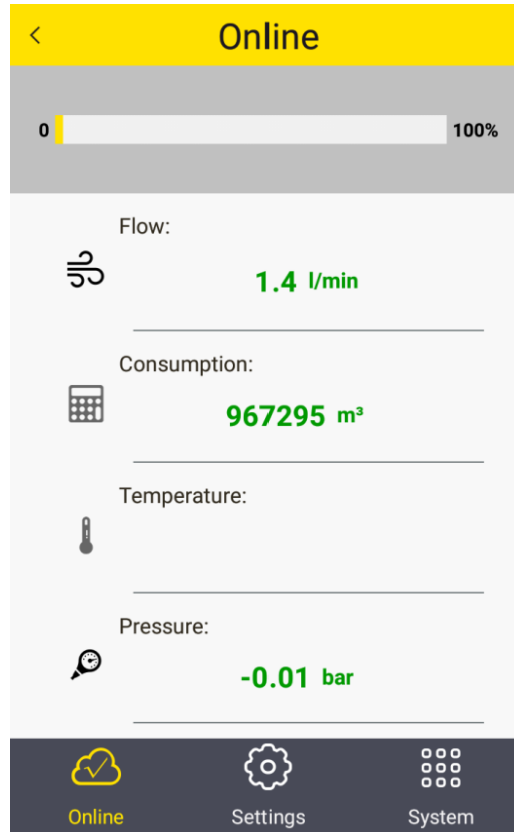 Online
0 100%
Flow:
1.4 l/min
Consumption:
967295 m³
Temperature:
Pressure:
-0.01 bar
Online Settings System